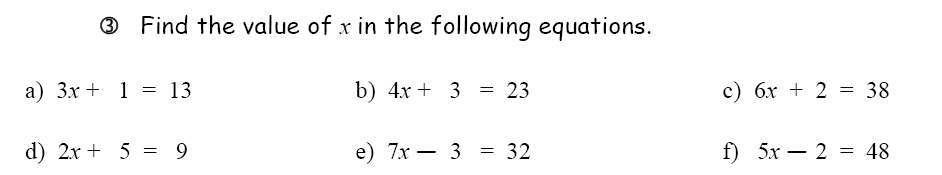 ③ Find the value of x in the following equations.
a) 3x + 1 = 13 b) 4x + 3 = 23 c) 6x + 2 = 38
d) 2x + 5 = 9 e) 7x — 3 = 32 f) 5x — 2 = 48